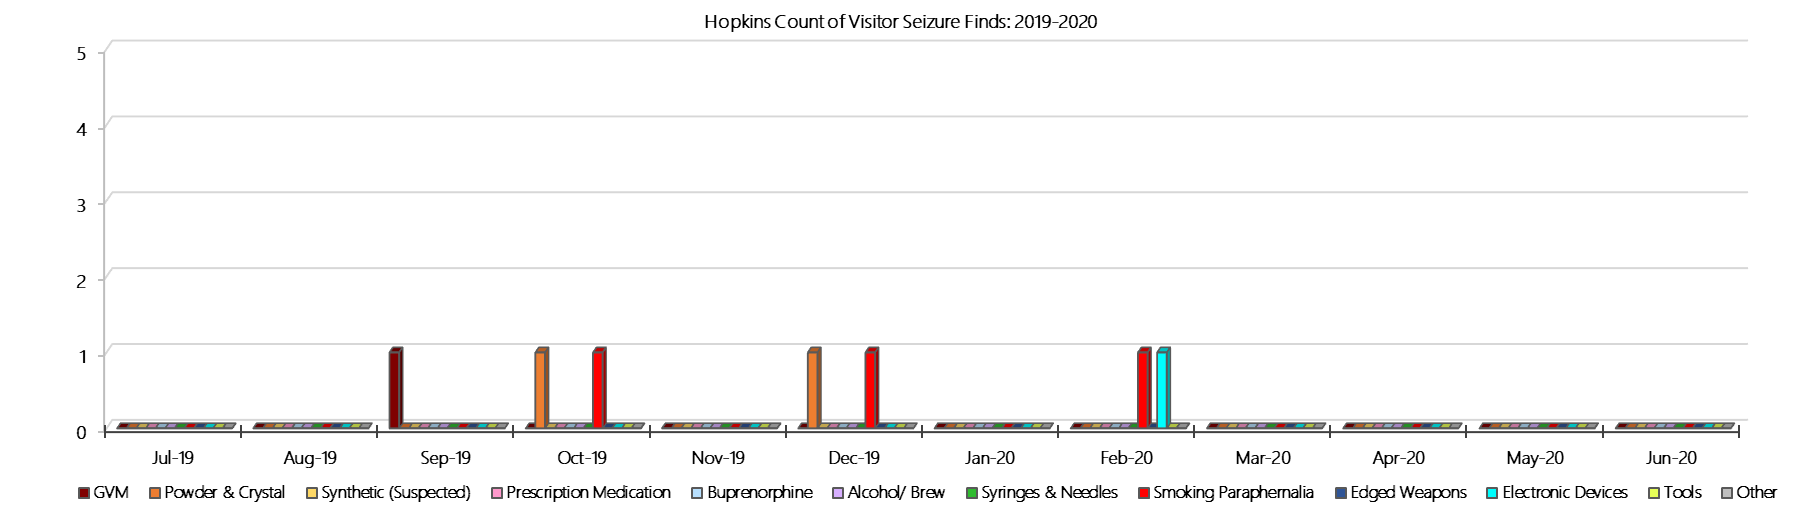 Hopkins Count of Visitor Seizure Finds: 2019-2020
5
4
3
2
1
0
Jul-19 Aug-19 Sep-19 Oct-19 Nov-19 Dec-19 Jan-20 Feb-20 Mar-20 Apr-20 May-20 Jun-20
GVM Powder & Crystal Synthetic (Suspected) Prescription Medication Buprenorphine Alcohol/ Brew Syringes & Needles Smoking Paraphernalia Edged Weapons Electronic Devices Tools Other